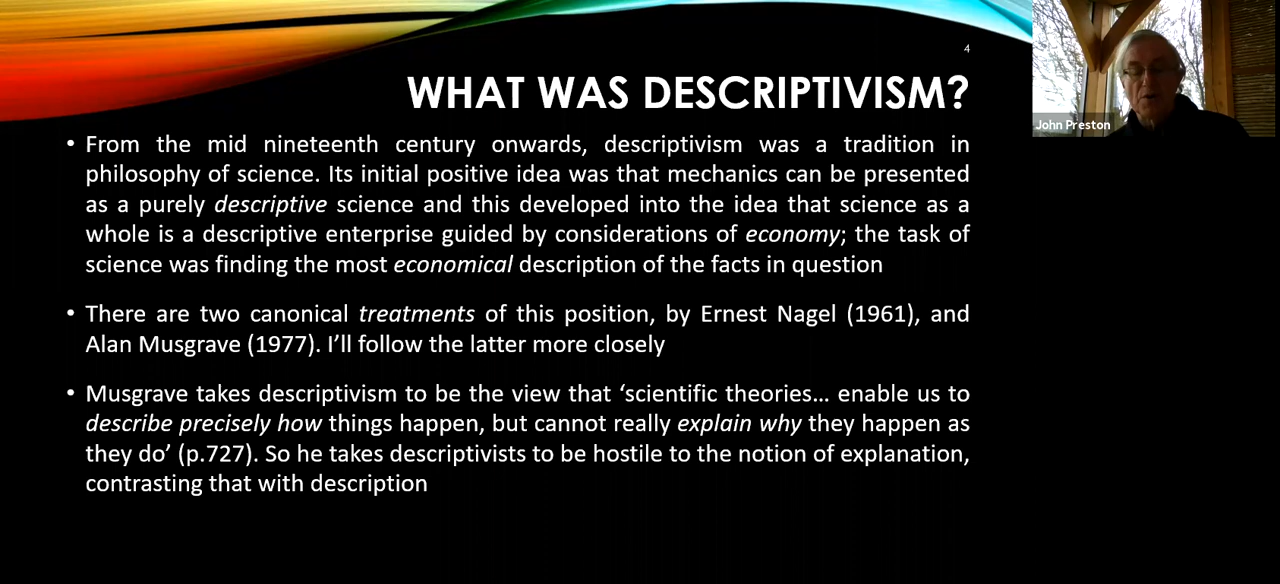 4
WHAT WAS DESCRIPTIVISM?
John Preston
• From the mid nineteenth century onwards, descriptivism was a tradition in
philosophy of science. Its initial positive idea was that mechanics can be presented
as a purely descriptive science and this developed into the idea that science as a
whole is a descriptive enterprise guided by considerations of economy; the task of
science was finding the most economical description of the facts in question
• There are two canonical treatments of this position, by Ernest Nagel (1961), and
Alan Musgrave (1977). I’ll follow the latter more closely
• Musgrave takes descriptivism to be the view that ‘scientific theories… enable us to
describe precisely how things happen, but cannot really explain why they happen as
they do’ (p.727). So he takes descriptivists to be hostile to the notion of explanation,
contrasting that with description